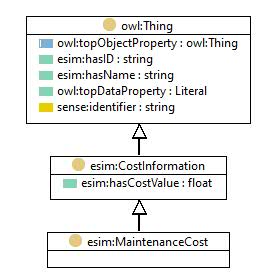 owl:Thing
owl:topObjectProperty : owl:Thing
esim:hasID : string
esim:hasName : string
owl:topDataProperty : Literal
sense:identifier : string
esim:CostInformation
esim:hasCostValue : float
esim:MaintenanceCost